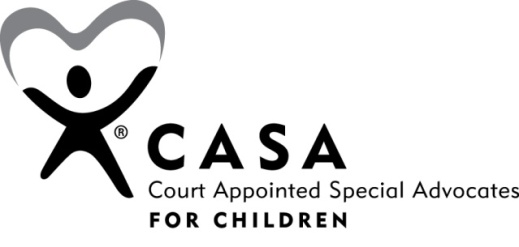 ® CASA
Court Appointed Special Advocates
FOR CHILDREN